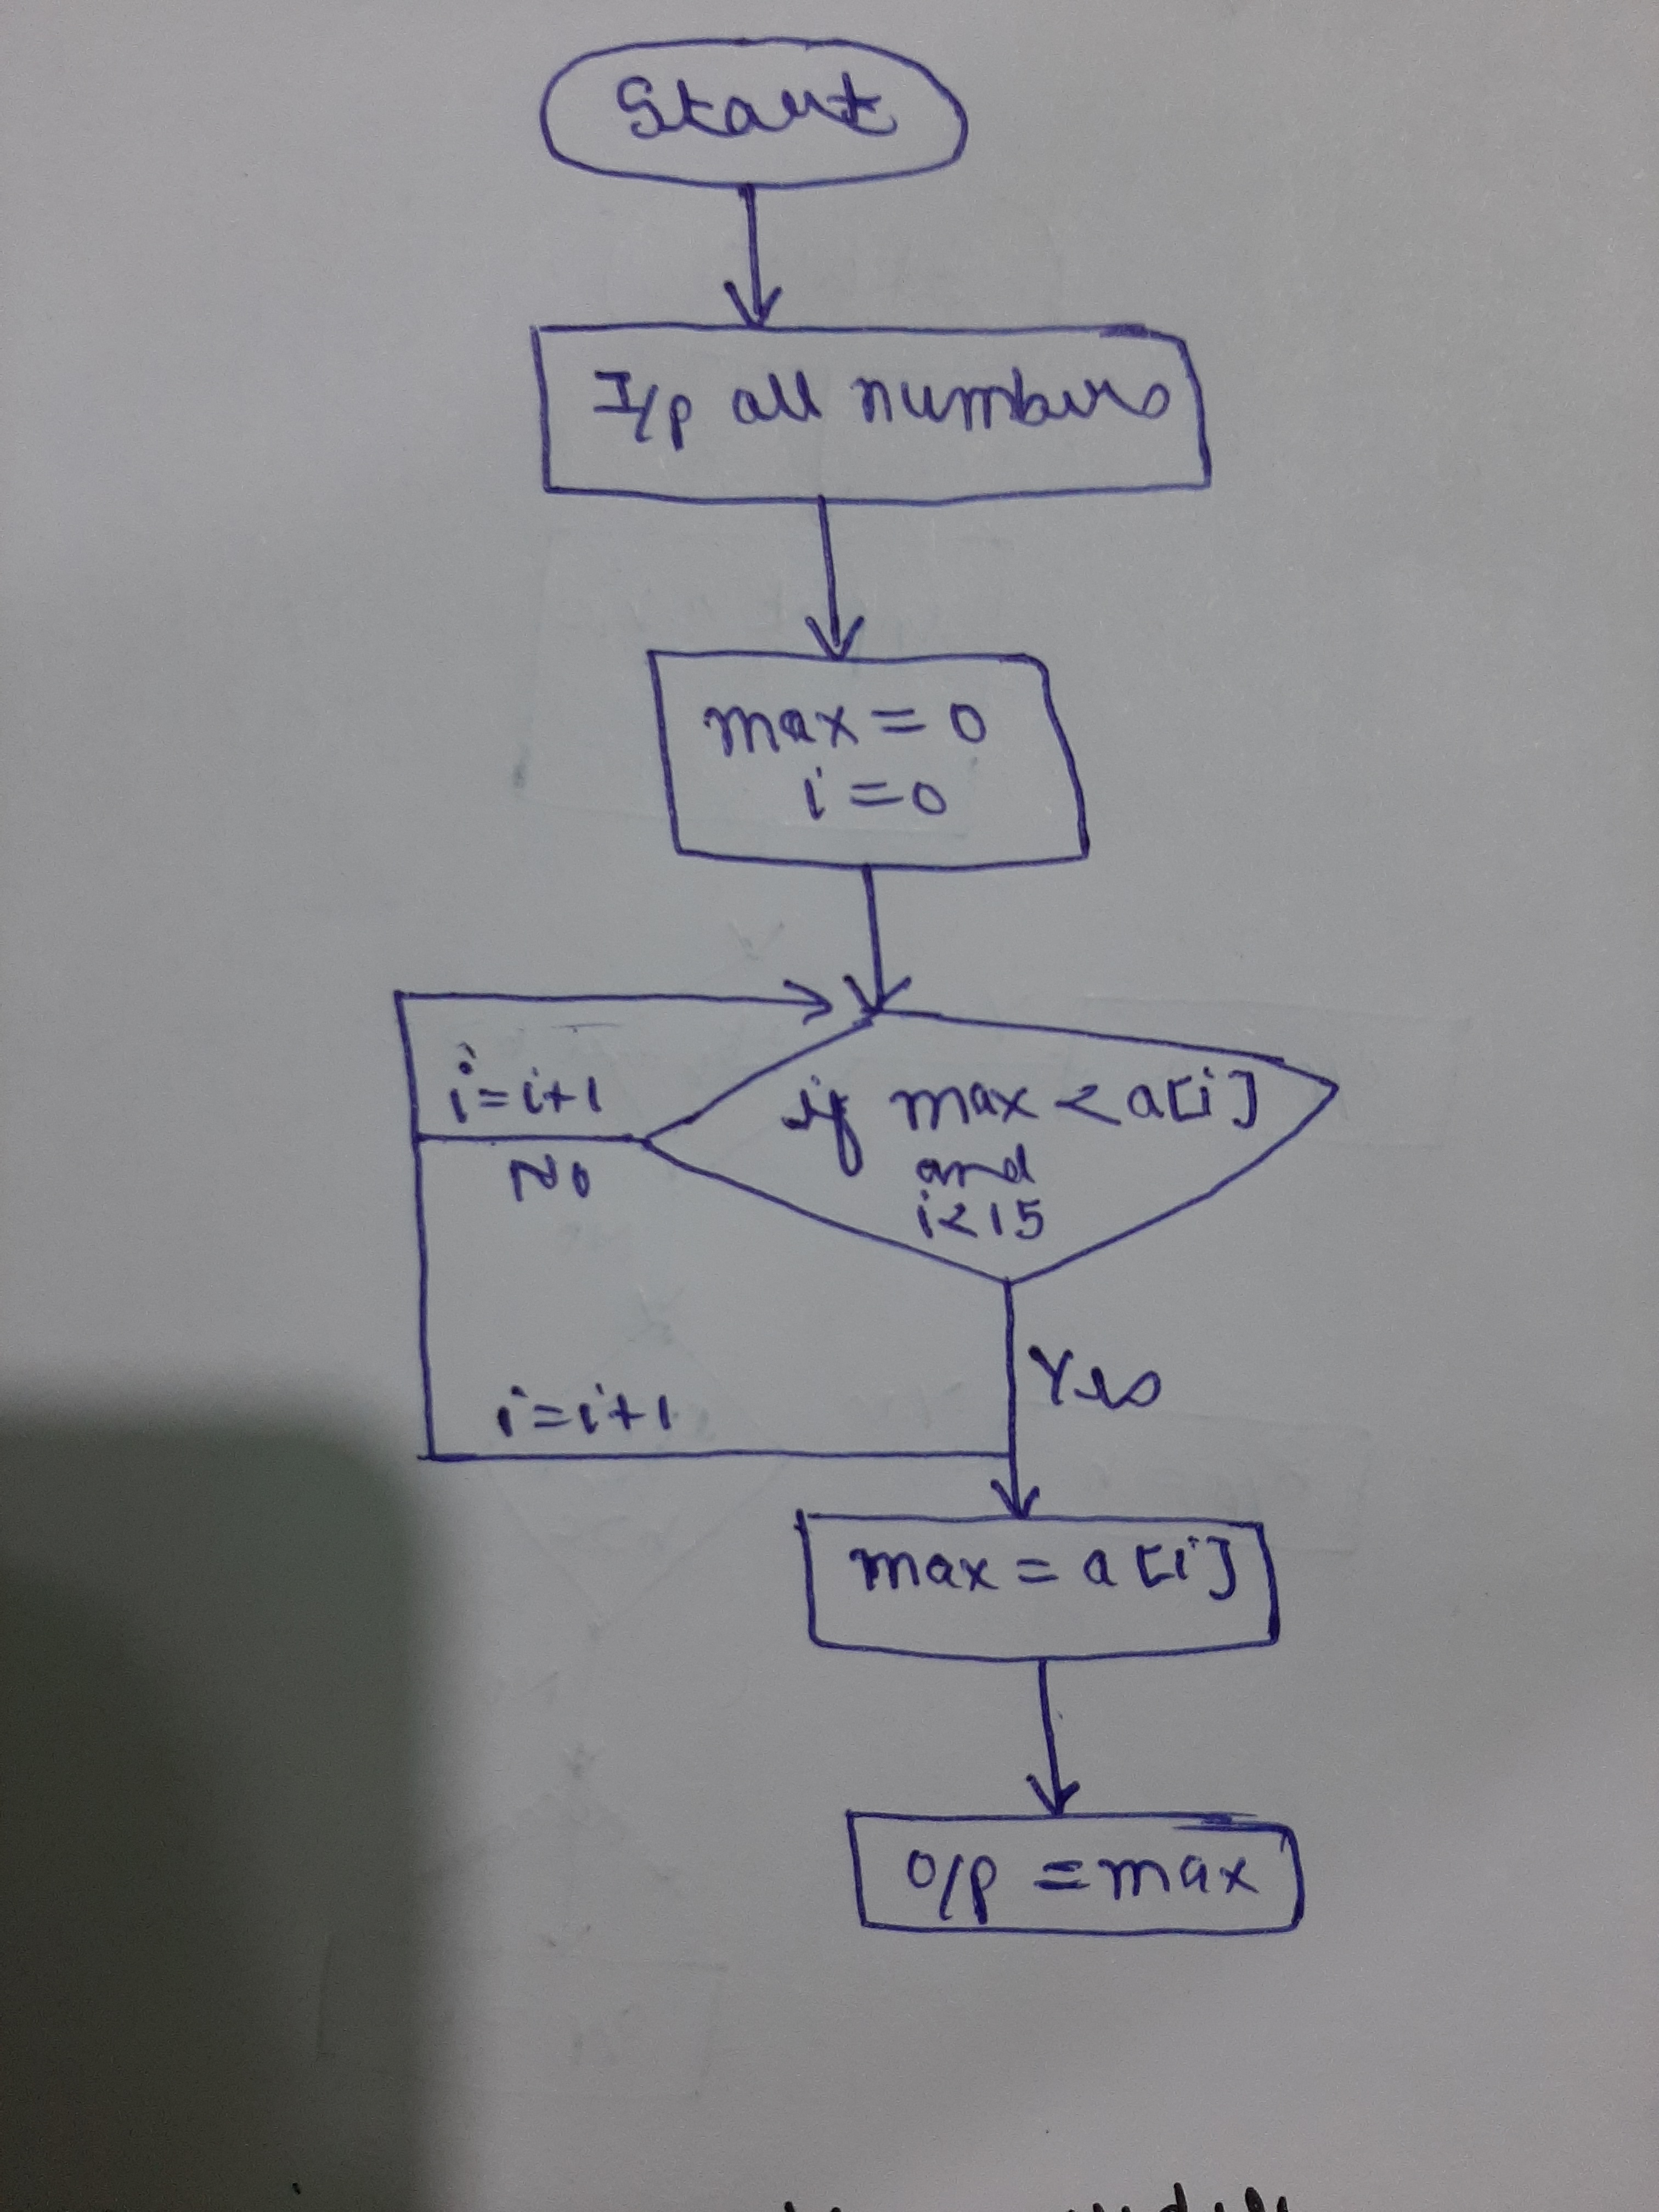 Start
I/p all numbers
max = 0
i = 0
i = i+1
if max < a[i]
and
i<15
No
Yes
i = i+1
max = a[i]
O/p = max